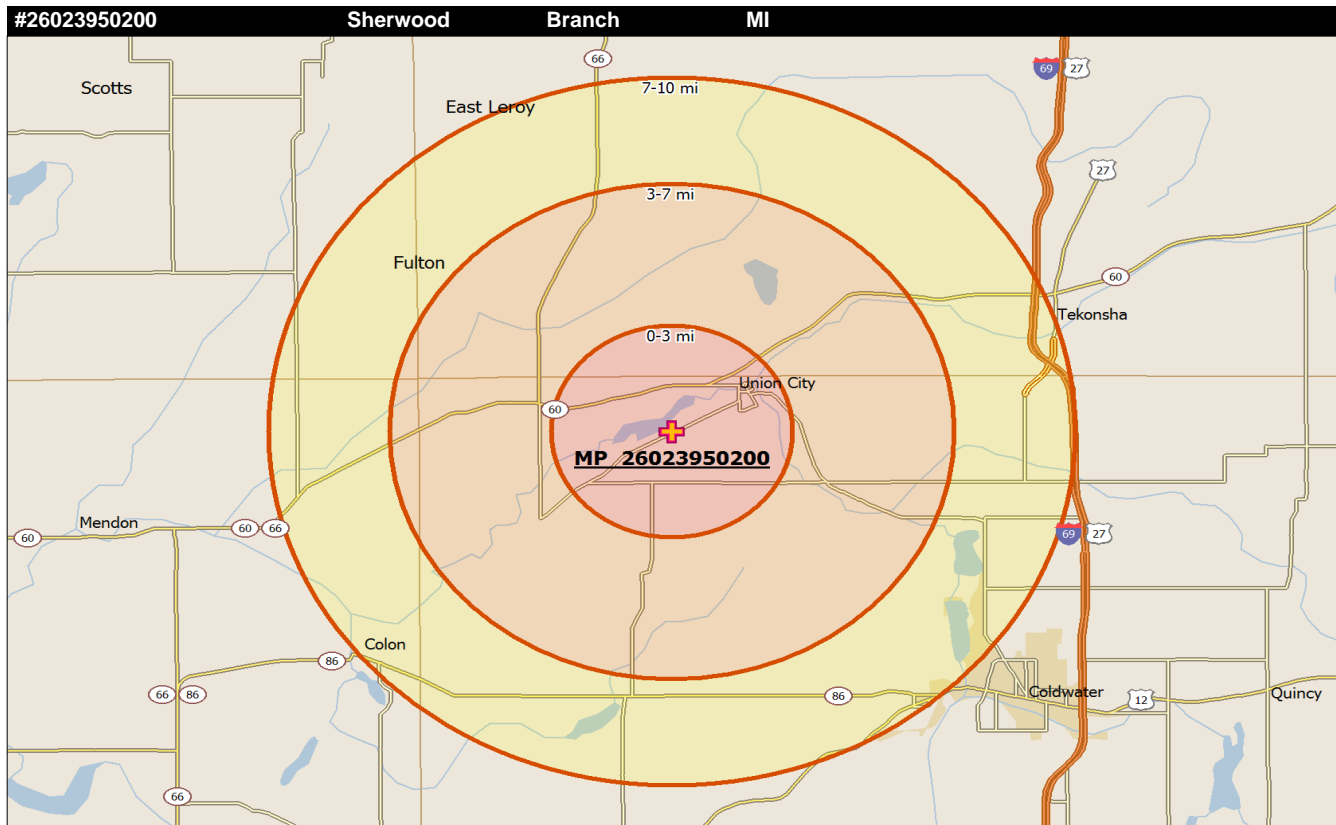 #26023950200 Sherwood Branch MI
66
69 27
Scotts
7-10 mi
East Leroy
27
3-7 mi
Fulton
60
Tekonsha
0-3 mi
Union City
60
MP 26023950200
Mendon
60 66
60
69 27
Colon
86
66 86
86
Coldwater
12
Quincy
66